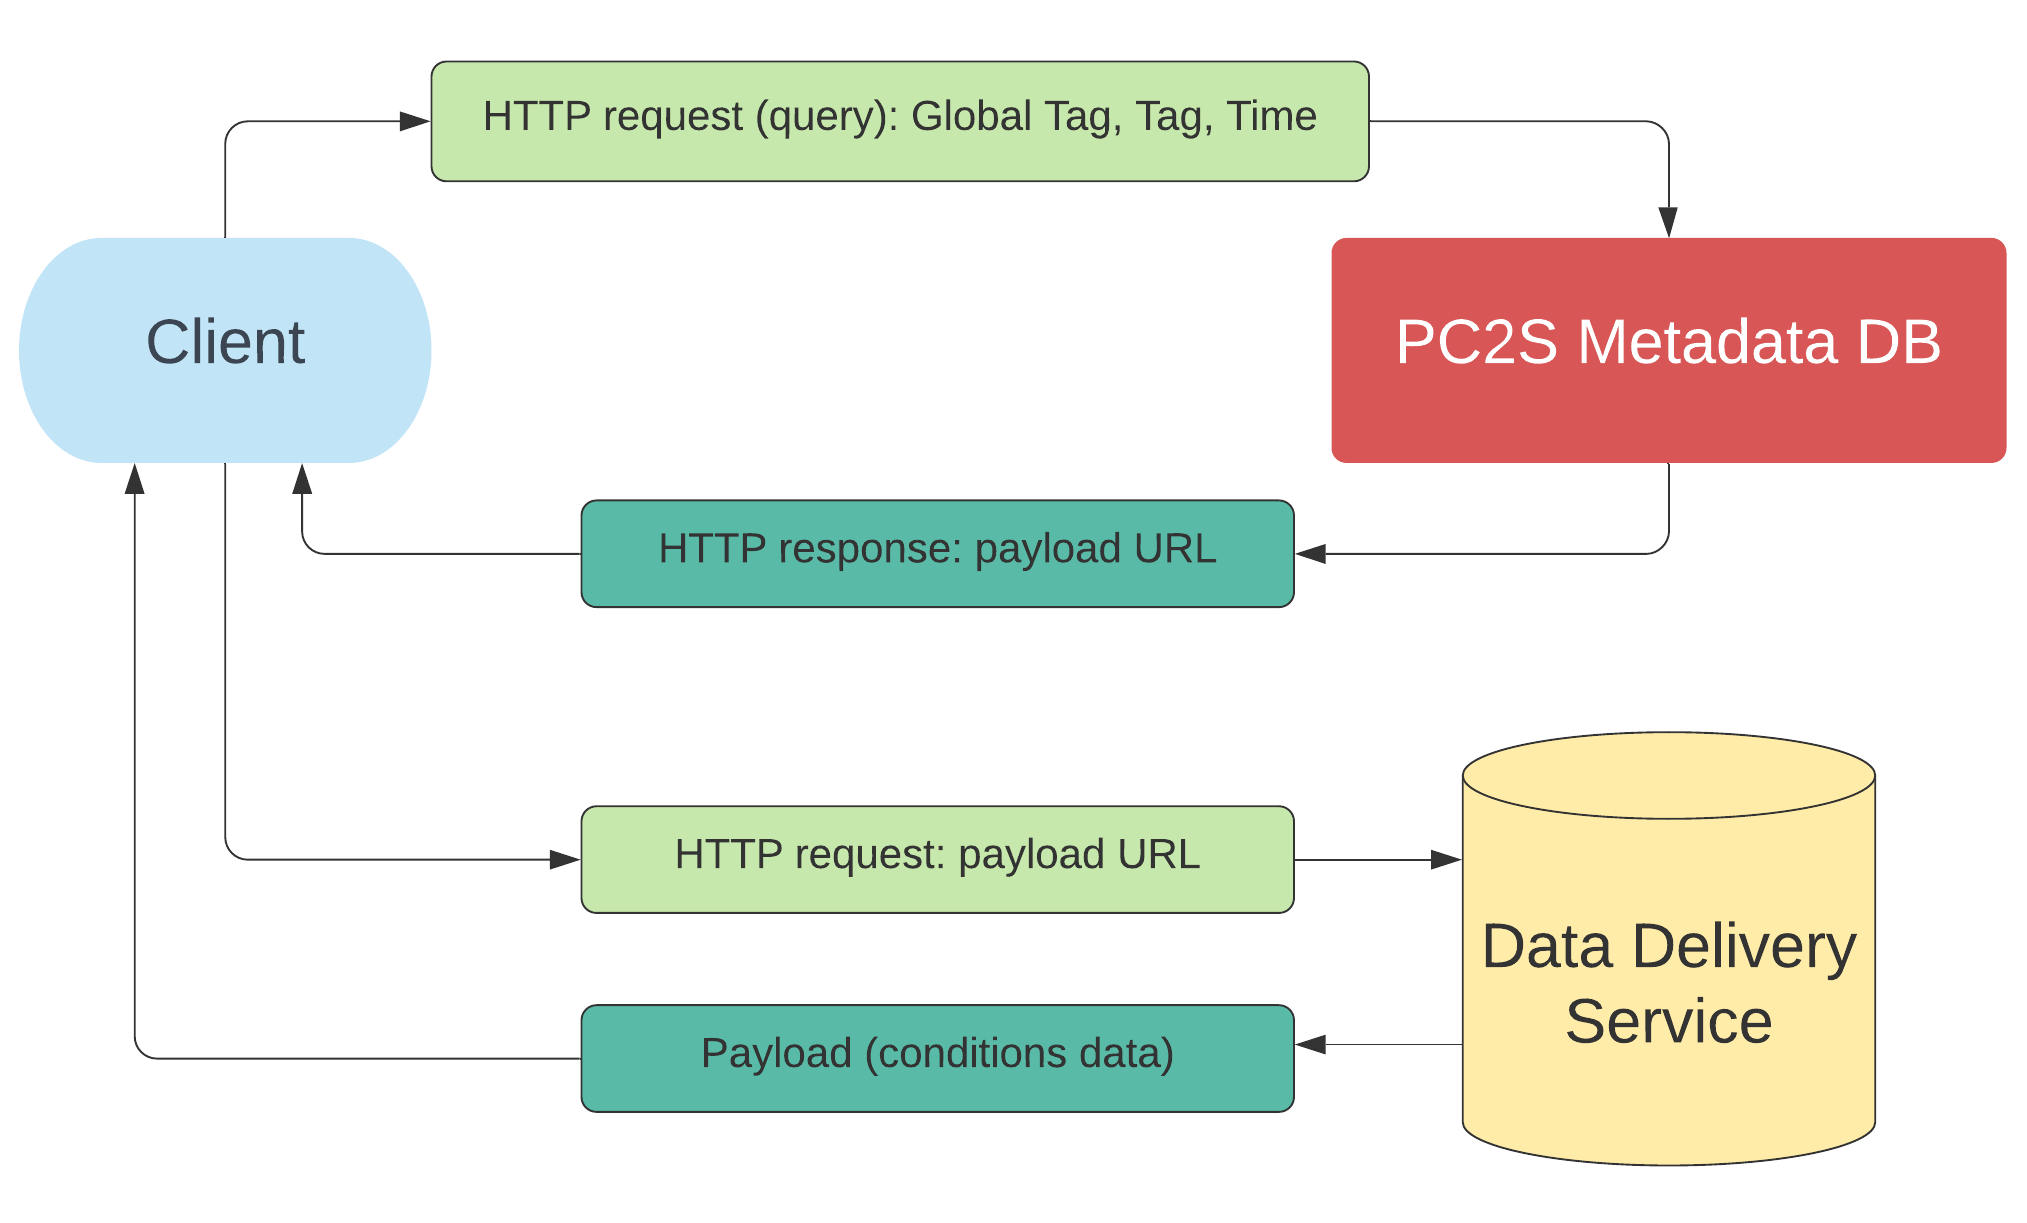 HTTP request (query): Global Tag, Tag, Time
Client
PC2S Metadata DB
HTTP response: payload URL
HTTP request: payload URL
Data Delivery
Service
Payload (conditions data)